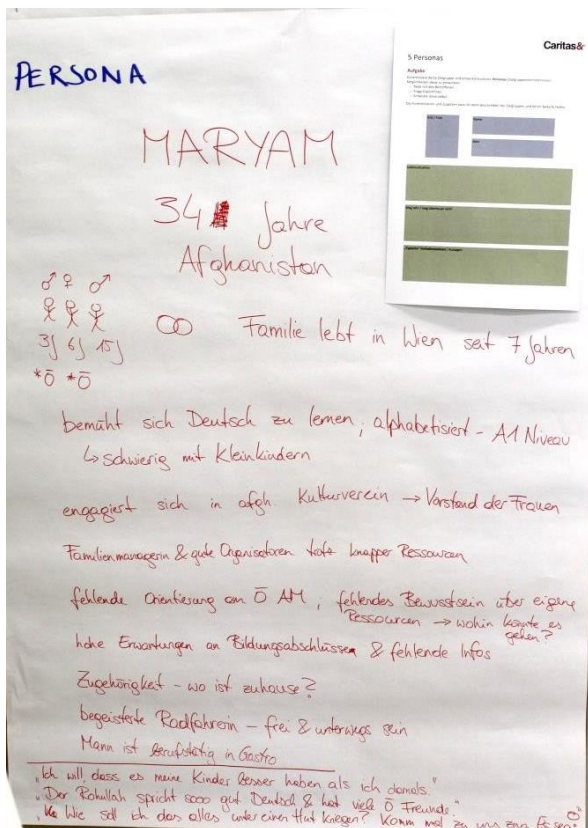 PERSONA
Caritas&
5 Personas
Aufgabe
MARYAM
34 Jahre
Afghanistan
♂ ♀ ♂
3J 6J 15J
*Ö *Ö
Familie lebt in Wien seit 7 Jahren
bemüht sich Deutsch zu lernen; alphabetisiert - A1 Niveau
↳ schwierig mit Kleinkindern
engagiert sich in afgh. Kulturverein → Vorstand der Frauen
Familienmanagerin & gute Organisatoren trotz knapper Ressourcen
fehlende Orientierung am Ö AM; fehlendes Bewusstsein über eigene
Ressourcen → wohin könnte es
gehen?
hohe Erwartungen an Bildungsabschlüssen & fehlende Infos
Zugehörigkeit - wo ist zuhause?
begeisterte Radfahrein - frei & unterwegs sein
Mann ist berufstätig in Gastro
„Ich will, dass es meine Kinder besser haben als ich damals."
„Der Rohullah spricht sooo gut Deutsch & hat viele Ö Freunde."
Wie soll ich das alles unter einen Hut kriegen? Komm mal zu uns zum Essen!"